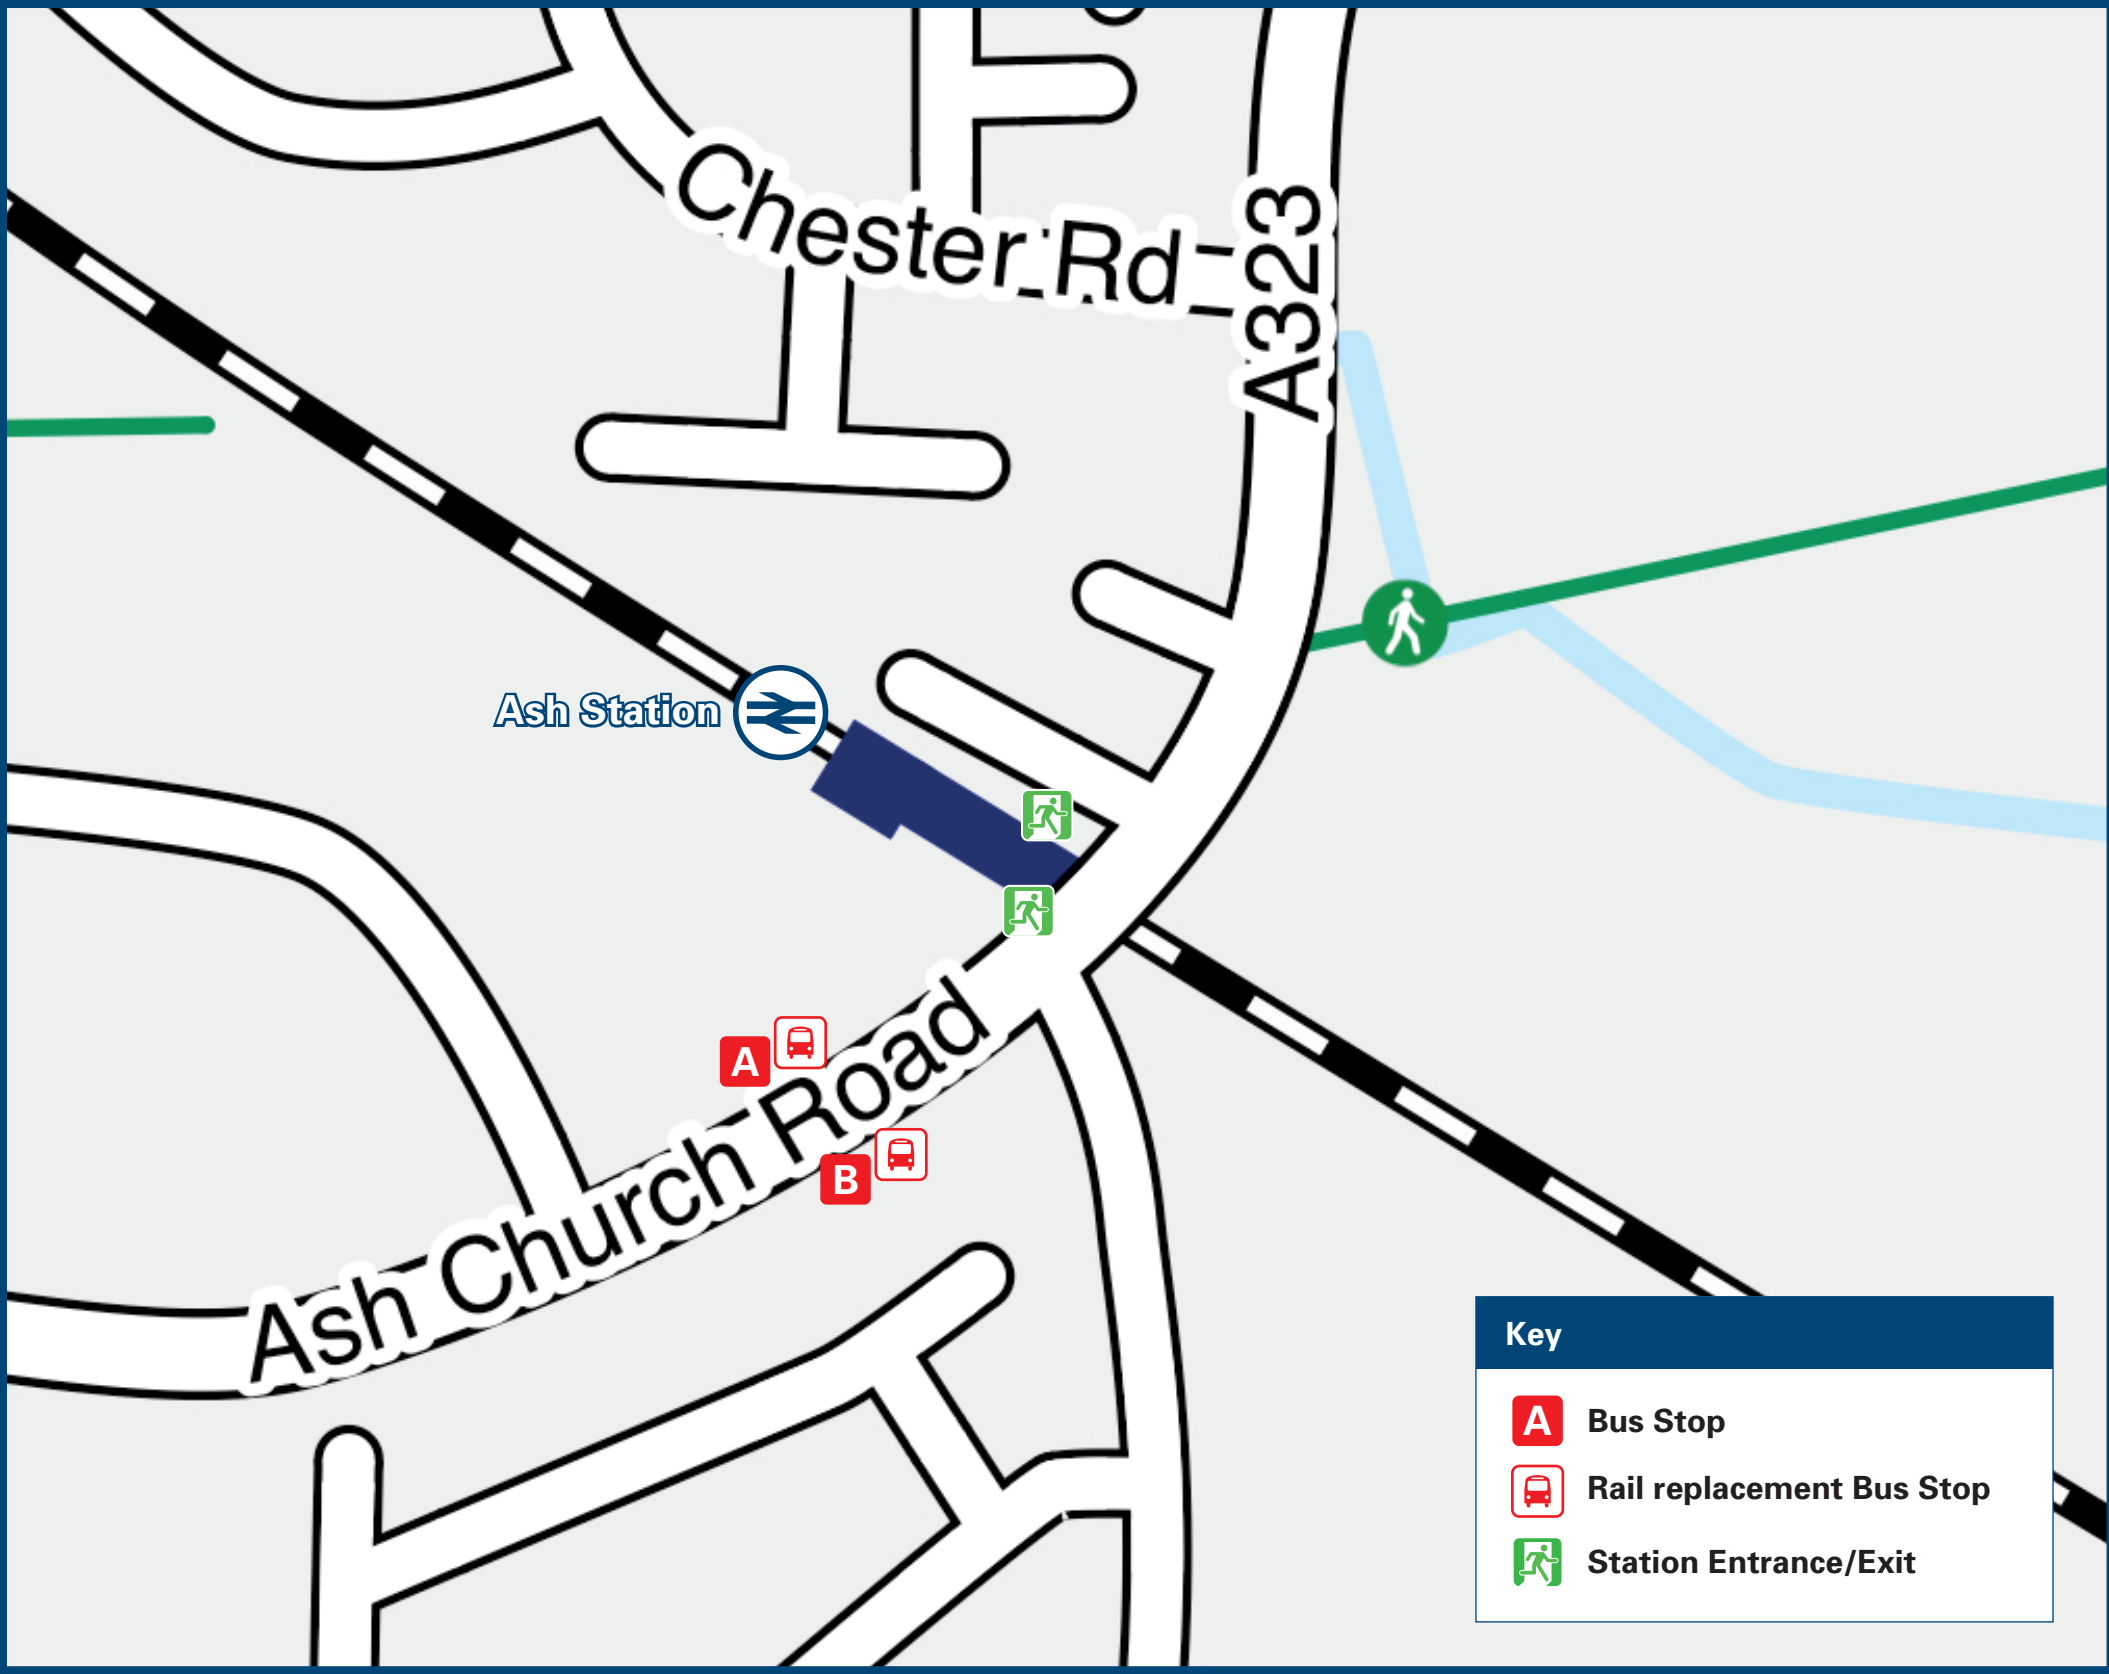 Chester Rd
A323
Ash Station
A
Ash Church Road
B
Key
A Bus Stop
Rail replacement Bus Stop
Station Entrance/Exit